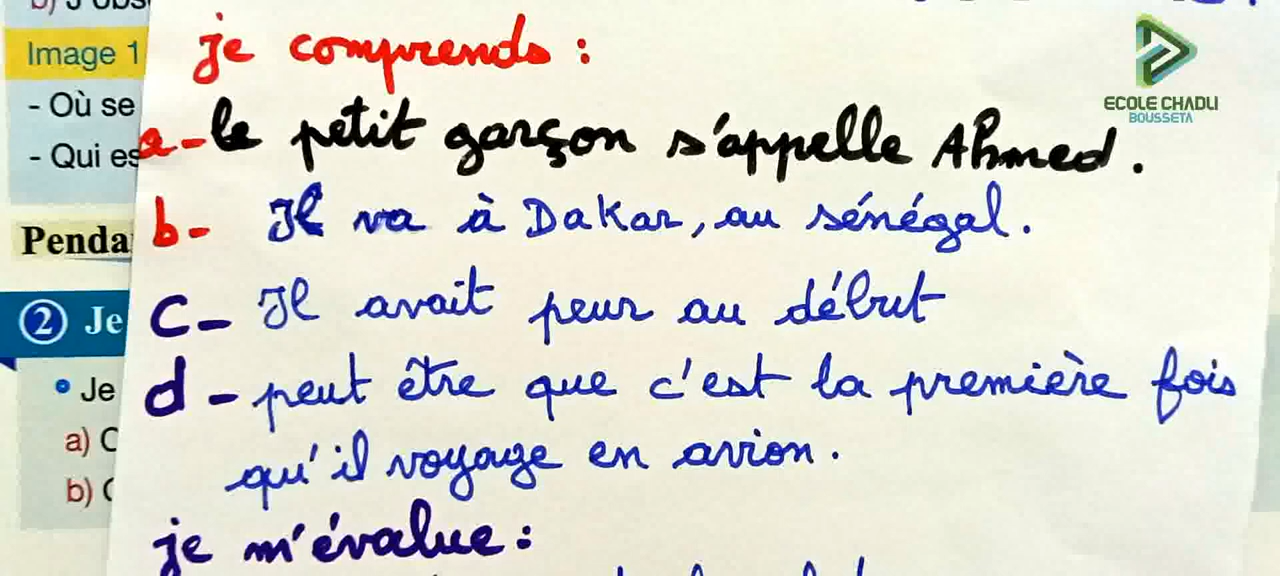 Image 1
- Où se
- Qui es
Penda
2 Je
Je
a) C
b)
je comprends :
a - le petit garçon s'appelle Ahmed.
b - Il va à Dakar, au sénégal.
c - Il avait peur au début
d - peut être que c'est la première fois
qu'il voyage en avion.
je m'évalue :
ECOLE CHADLI
BOUSSETA